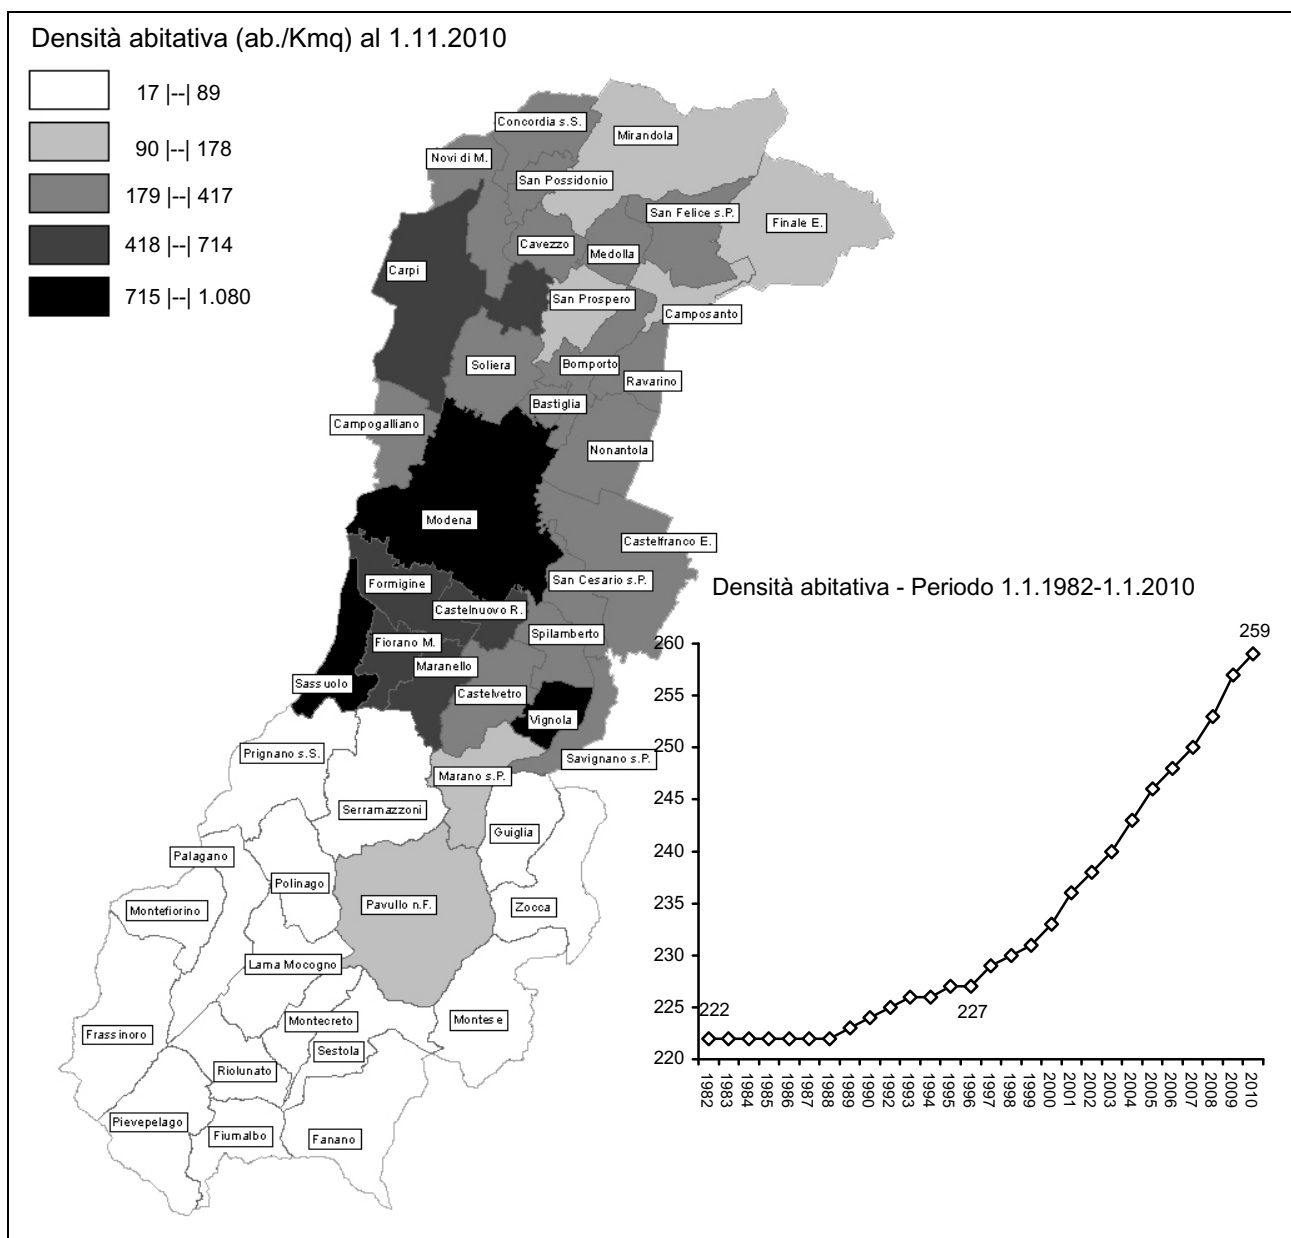 Densità abitativa (ab./Kmq) al 1.11.2010
17 |--| 89
90 |--| 178
179 |--| 417
418 |--| 714
715 |--| 1.080
Concordia s.S.
Mirandola
Novi di M.
San Possidonio
San Felice s.P.
Finale E.
Cavezzo
Medolla
Carpi
San Prospero
Camposanto
Soliera
Bomporto
Ravarino
Bastiglia
Campogalliano
Nonantola
Modena
Castelfranco E.
San Cesario s.P.
Formigine
Castelnuovo R.
Spilamberto
Fiorano M.
Maranello
Sassuolo
Castelvetro
Vignola
Prignano s.S.
Savignano s.P.
Marano s.P.
Serramazzoni
Guiglia
Palagano
Polinago
Pavullo n.F.
Zocca
Montefiorino
Lama Mocogno
Montecreto
Montese
Frassinoro
Sestola
Riolunato
Pievepelago
Fiumalbo
Fanano
Densità abitativa - Periodo 1.1.1982-1.1.2010
260
255
250
245
240
235
230
225
220
222
227
259
1982
1983
1984
1985
1986
1987
1988
1989
1990
1991
1992
1993
1994
1995
1996
1997
1998
1999
2000
2001
2002
2003
2004
2005
2006
2007
2008
2009
2010